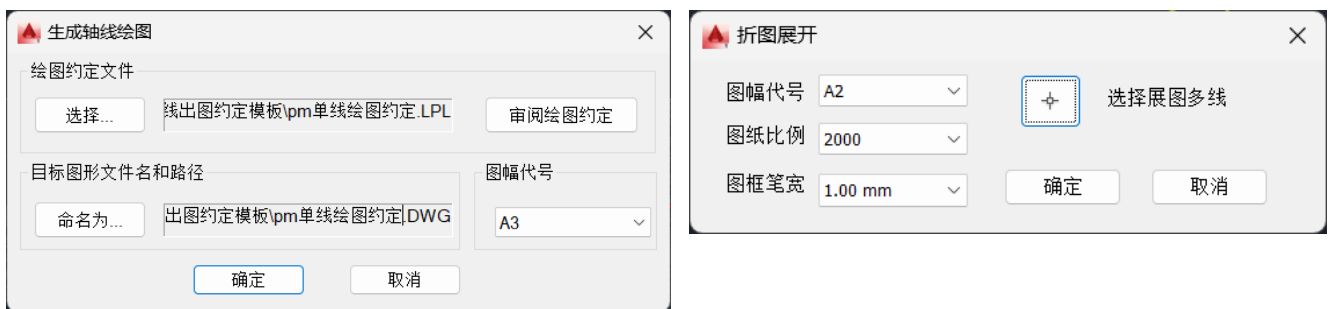 生成轴线绘图
绘图约定文件
选择...
线出图约定模板\pm单线绘图约定.LPL
审阅绘图约定
目标图形文件名和路径
命名为...
出图约定模板\pm单线绘图约定.DWG
图幅代号
A3
确定
取消
折图展开
图幅代号
A2
选择展图多线
图纸比例
2000
图框笔宽
1.00 mm
确定
取消